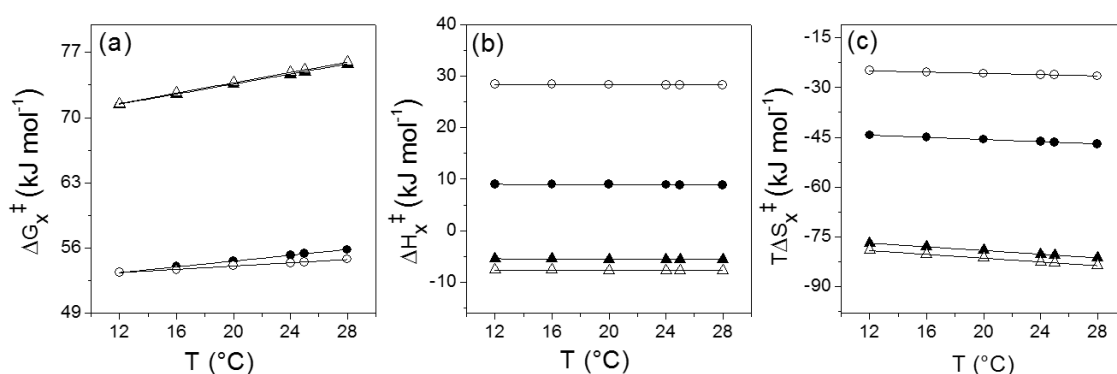 (a)
ΔGₓ‡ (kJ mol⁻¹)
77
70
63
56
49
12 16 20 24 28
T (°C)
(b)
ΔHₓ‡ (kJ mol⁻¹)
40
30
20
10
0
-10
12 16 20 24 28
T (°C)
(c)
TΔSₓ‡ (kJ mol⁻¹)
-15
-30
-45
-60
-75
-90
12 16 20 24 28
T (°C)